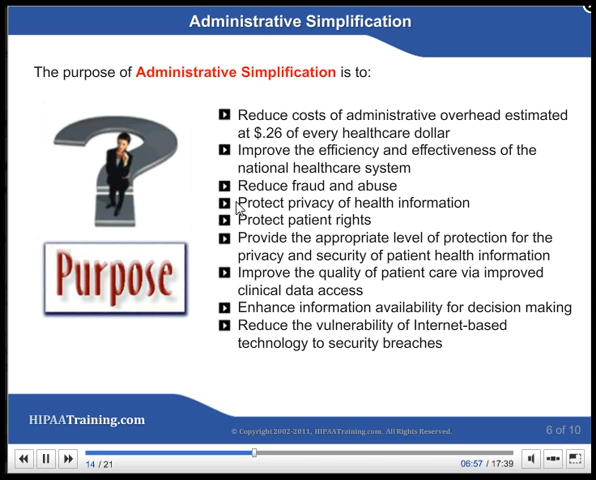 Administrative Simplification
The purpose of Administrative Simplification is to:
Reduce costs of administrative overhead estimated
at $.26 of every healthcare dollar
Improve the efficiency and effectiveness of the
national healthcare system
Reduce fraud and abuse
Protect privacy of health information
Protect patient rights
Provide the appropriate level of protection for the
privacy and security of patient health information
Improve the quality of patient care via improved
clinical data access
Enhance information availability for decision making
Reduce the vulnerability of Internet-based
technology to security breaches
Purpose
HIPAATraining.com
© Copyright 2002-2011, HIPAATraining.com. All Rights Reserved.
6 of 10
14 / 21
06:57 / 17:39